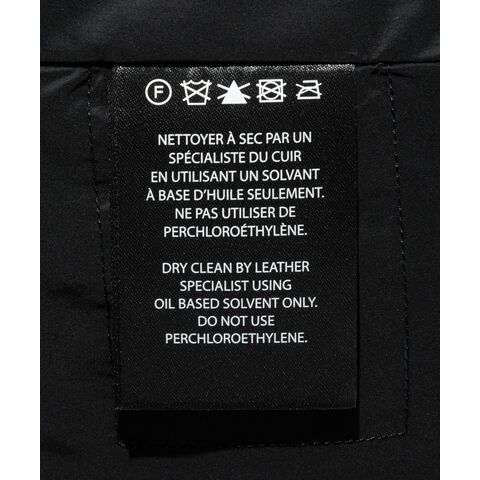 F
NETTOYER À SEC PAR UN
SPÉCIALISTE DU CUIR
EN UTILISANT UN SOLVANT
À BASE D'HUILE SEULEMENT.
NE PAS UTILISER DE
PERCHLOROÉTHYLÈNE.
DRY CLEAN BY LEATHER
SPECIALIST USING
OIL BASED SOLVENT ONLY.
DO NOT USE
PERCHLOROETHYLENE.